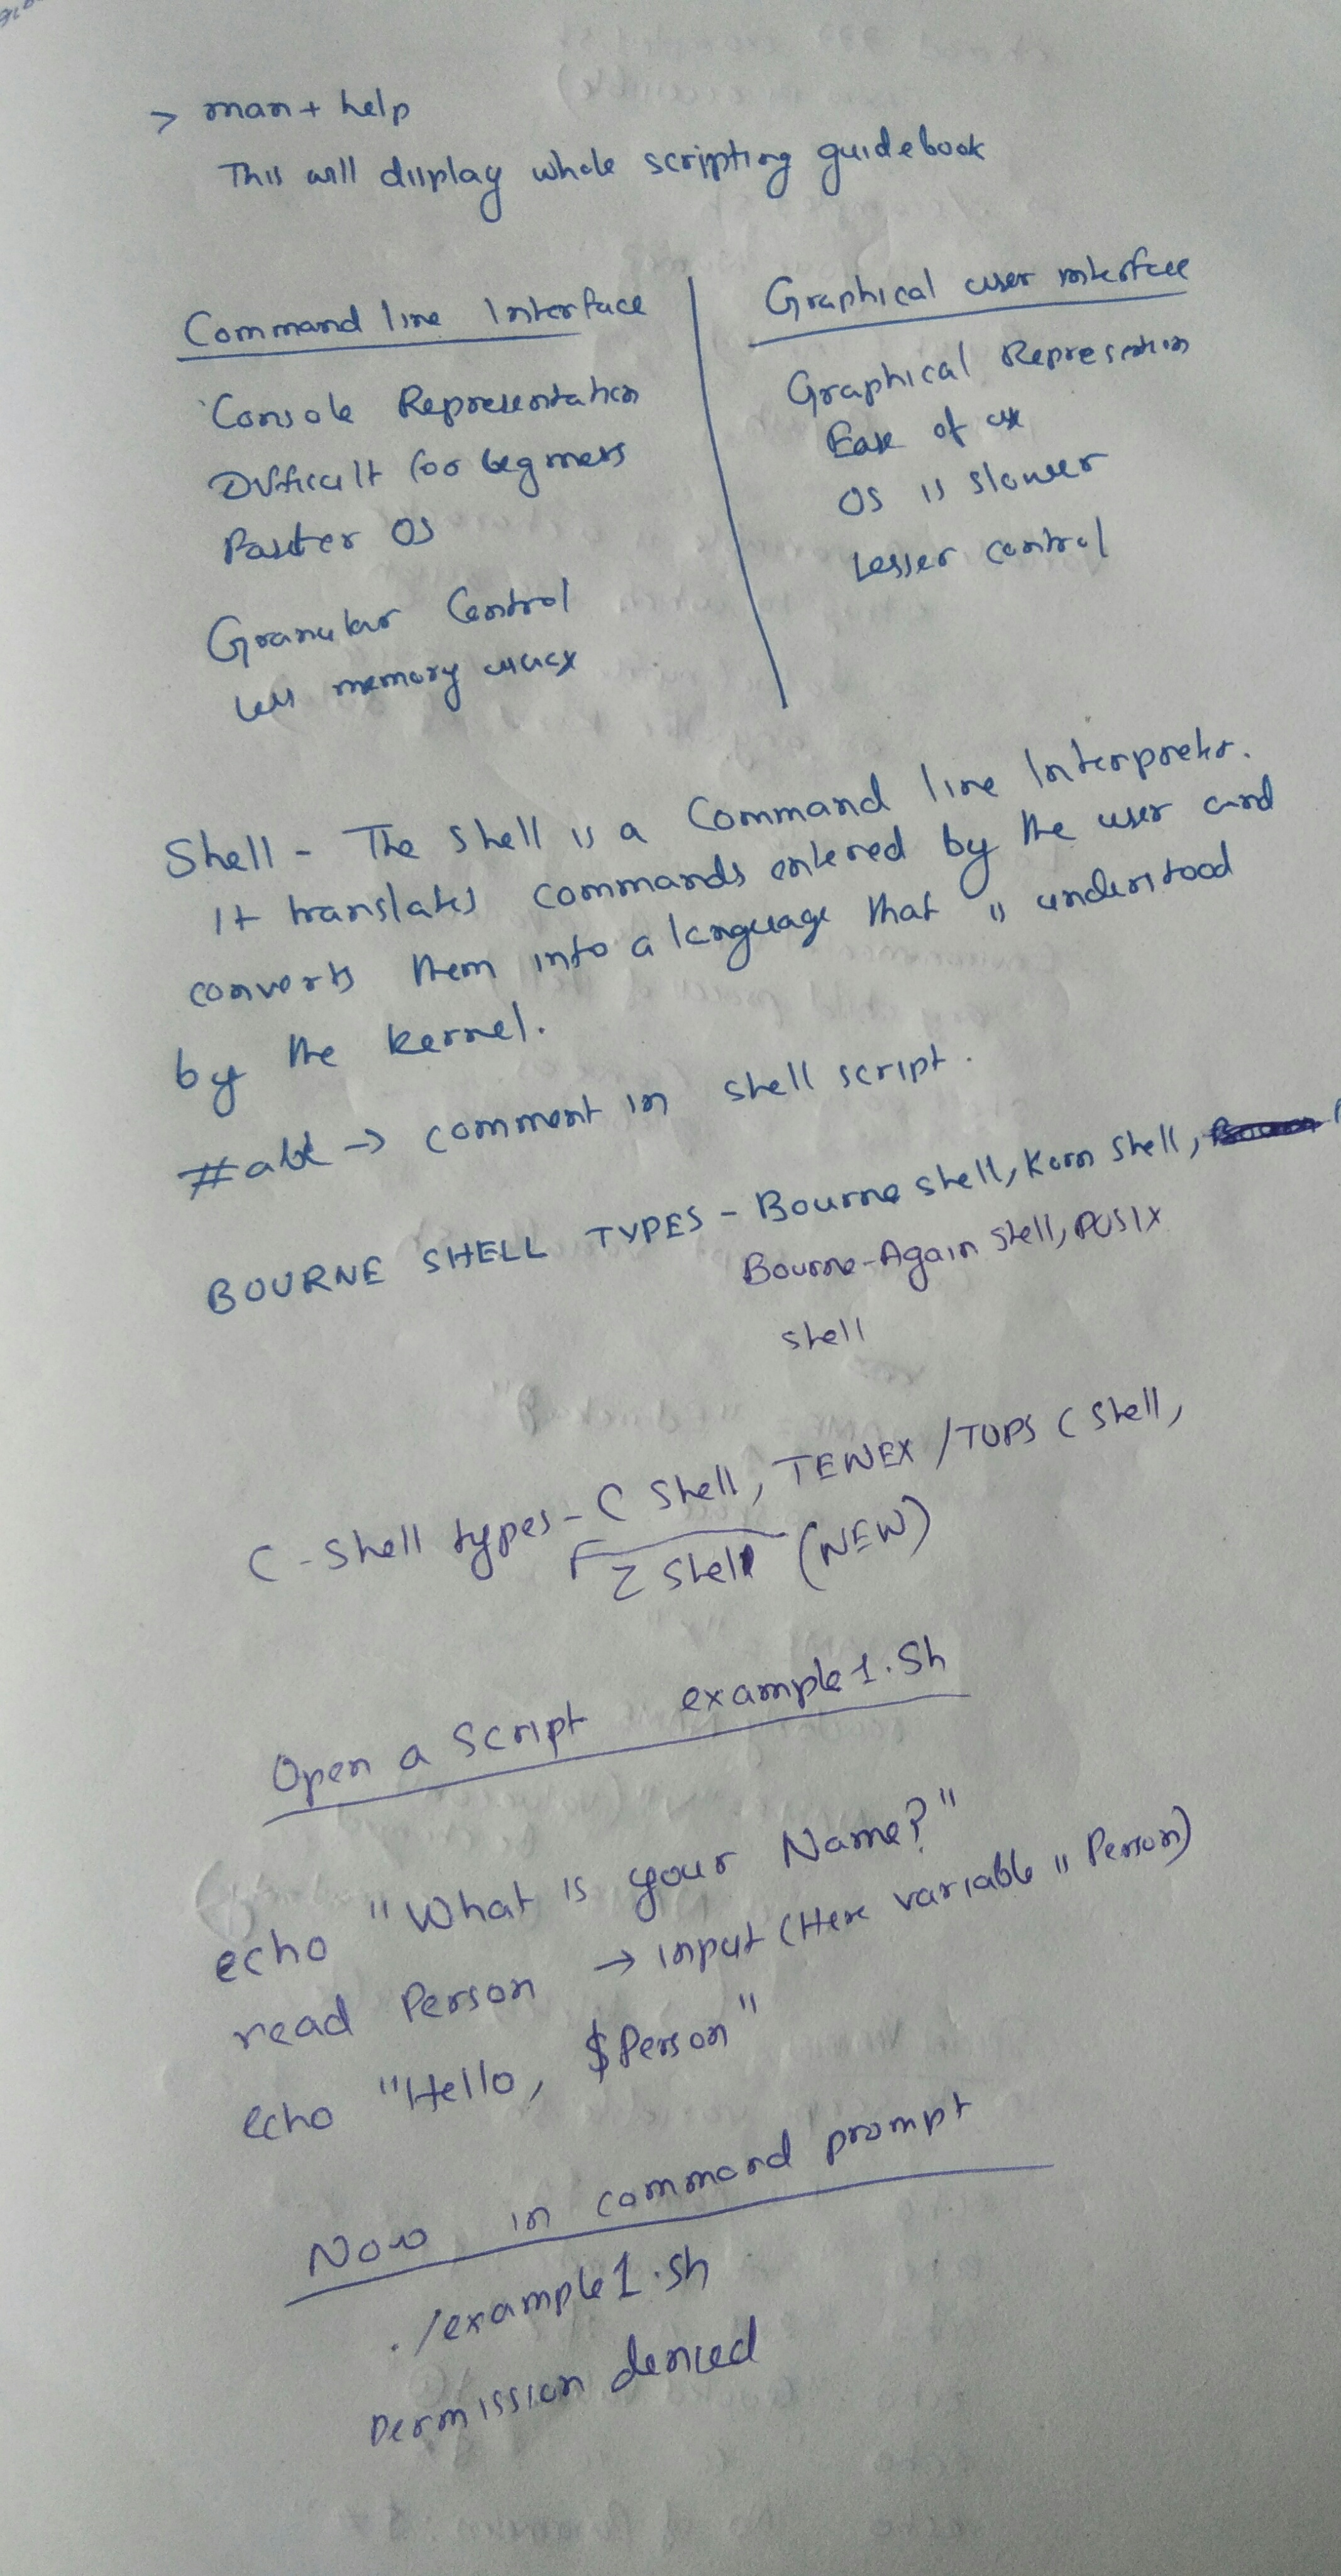 > man + help
This will display whole scripting guidebook
Command line Interface
Console Representation
Difficult for beginners
Faster OS
Granular Control
less memory usage
Graphical user interface
Graphical Representation
Ease of use
OS is slower
Lesser control
Shell - The shell is a Command line Interpreter.
It translates commands entered by the user and
converts them into a language that is understood
by the kernel.
# → comment in shell script.
BOURNE SHELL TYPES - Bourne shell, Korn shell,
Bourne-Again shell, POSIX
shell
C-Shell types - C Shell, TENEX / TOPS C shell,
Z shell (NEW)
Open a Script example1.sh
echo "What is your Name?"
read Person → input (Here variable is Person)
echo "Hello, $Person"
Now in command prompt
./example1.sh
Permission denied